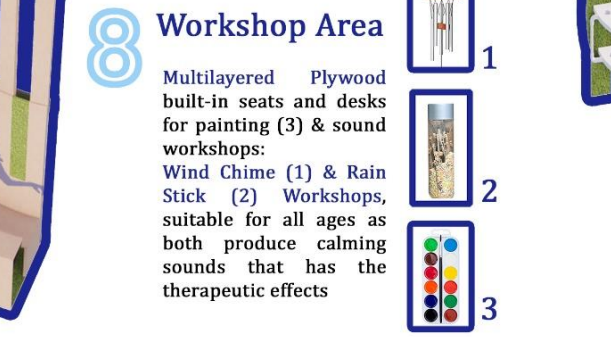 8 Workshop Area
Multilayered Plywood
built-in seats and desks
for painting (3) & sound
workshops:
Wind Chime (1) & Rain
Stick (2) Workshops,
suitable for all ages as
both produce calming
sounds that has the
therapeutic effects
1
2
3